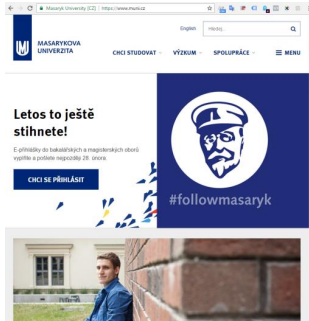 Masaryk University [CZ]
https://www.muni.cz
English
Hledej...
MASARYKOVA
UNIVERZITA
CHCI STUDOVAT
VÝZKUM
SPOLUPRÁCE
MENU
Letos to ještě
stihnete!
E-přihlášky do bakalářských a magisterských oborů
vyplňte a pošlete nejpozději 28. února.
CHCI SE PŘIHLÁSIT
#followmasaryk